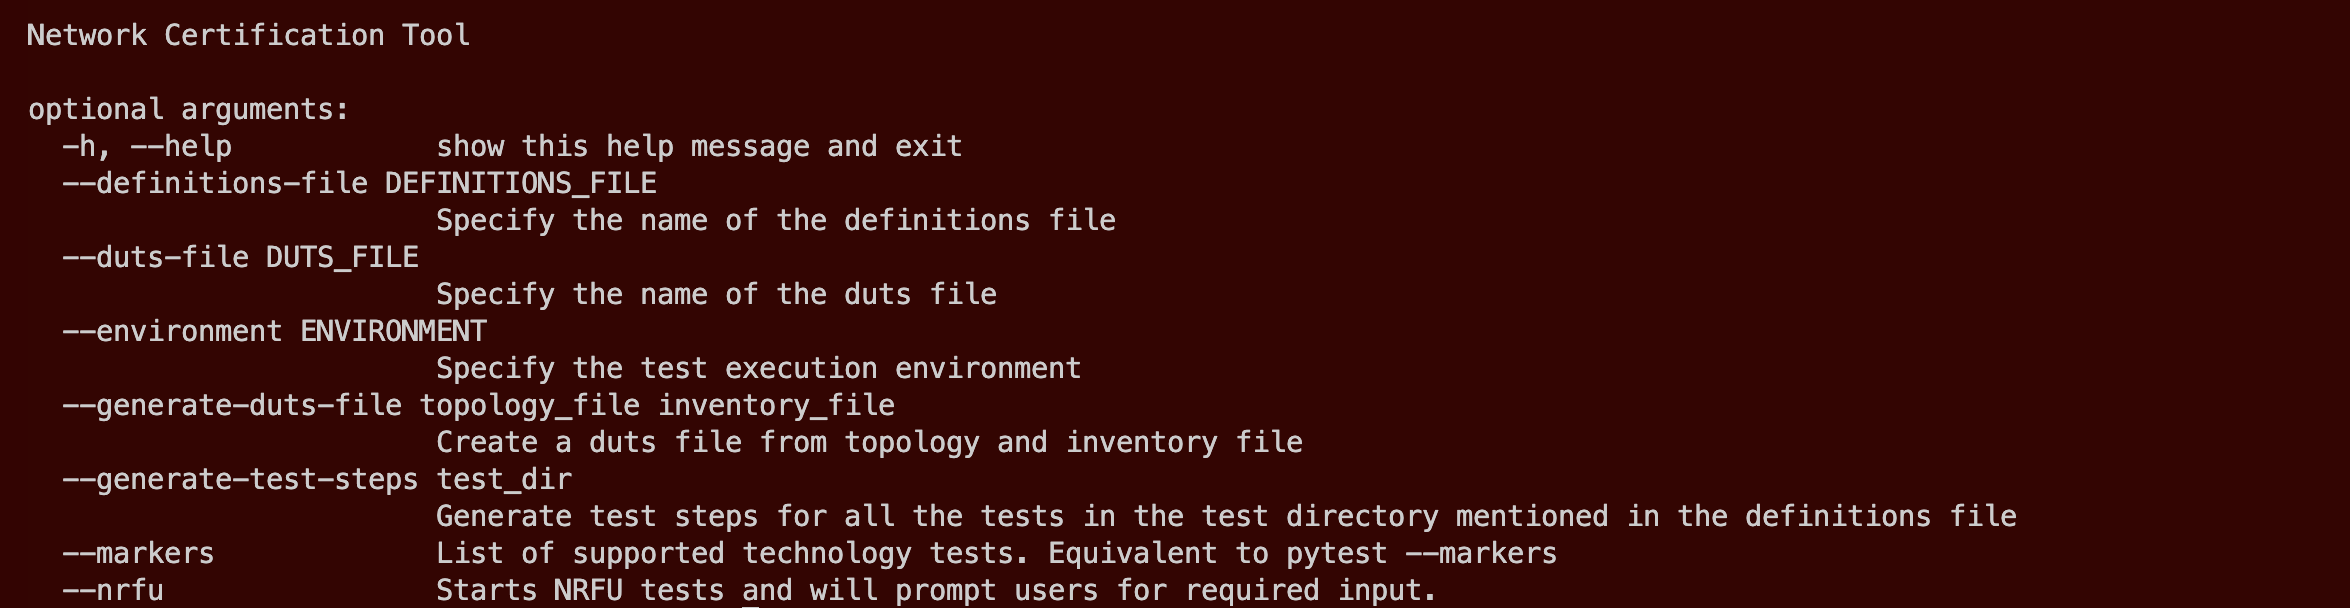 Network Certification Tool
optional arguments:
-h, --help show this help message and exit
--definitions-file DEFINITIONS_FILE
Specify the name of the definitions file
--duts-file DUTS_FILE
Specify the name of the duts file
--environment ENVIRONMENT
Specify the test execution environment
--generate-duts-file topology_file inventory_file
Create a duts file from topology and inventory file
--generate-test-steps test_dir
Generate test steps for all the tests in the test directory mentioned in the definitions file
--markers List of supported technology tests. Equivalent to pytest --markers
--nrfu Starts NRFU tests and will prompt users for required input.